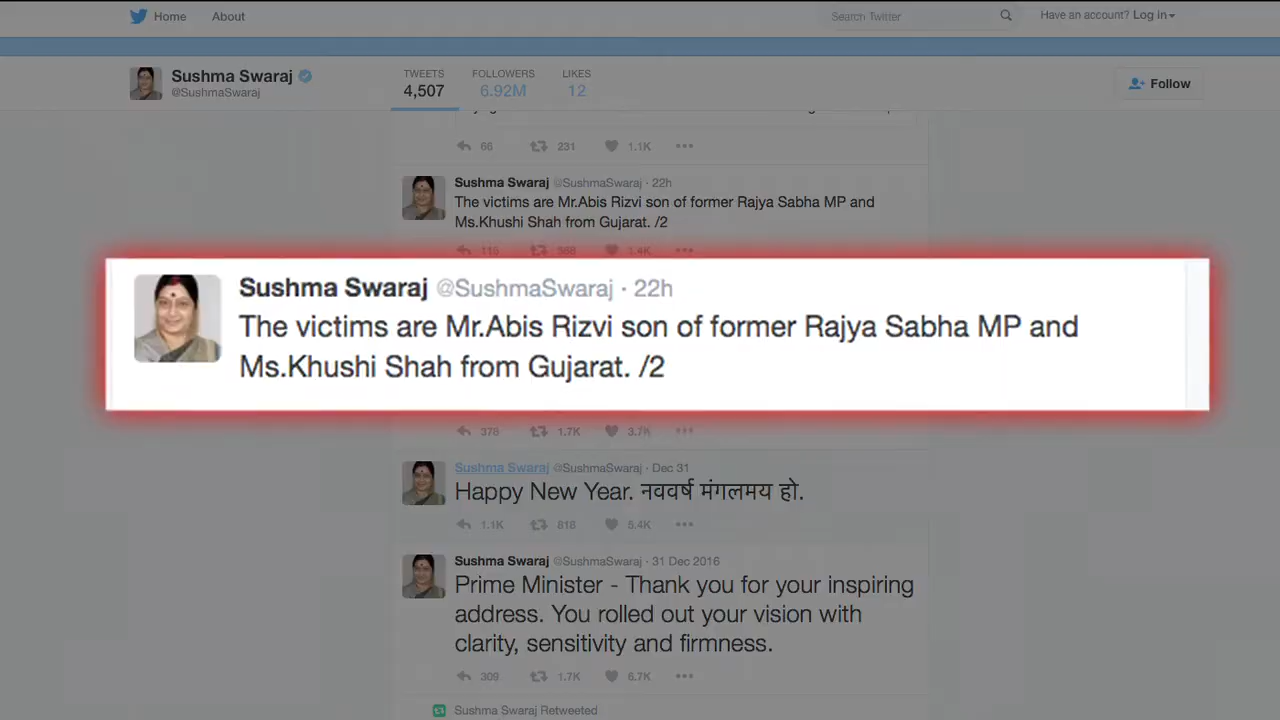 Home About Search Twitter Have an account? Log in
Sushma Swaraj
@SushmaSwaraj
TWEETS FOLLOWERS LIKES
4,507 6.92M 12
Follow
66 231 1.1K
Sushma Swaraj @SushmaSwaraj · 22h
The victims are Mr.Abis Rizvi son of former Rajya Sabha MP and
Ms.Khushi Shah from Gujarat. /2
115 568 1.4K
Sushma Swaraj @SushmaSwaraj · 22h
The victims are Mr.Abis Rizvi son of former Rajya Sabha MP and
Ms.Khushi Shah from Gujarat. /2
378 1.7K 3.7K
Sushma Swaraj @SushmaSwaraj · Dec 31
Happy New Year. नववर्ष मंगलमय हो.
1.1K 818 5.4K
Sushma Swaraj @SushmaSwaraj · 31 Dec 2016
Prime Minister - Thank you for your inspiring
address. You rolled out your vision with
clarity, sensitivity and firmness.
309 1.7K 6.7K
Sushma Swaraj Retweeted